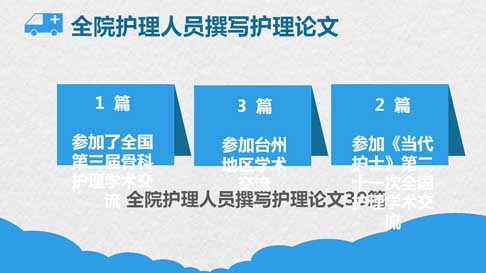 全院护理人员撰写护理论文
1 篇
参加了全国
第三届骨科
护理学术交
流
3 篇
参加台州
地区学术
交流
2 篇
参加《当代
护士》第二
十一次全国
护理学术交
流
全院护理人员撰写护理论文30篇